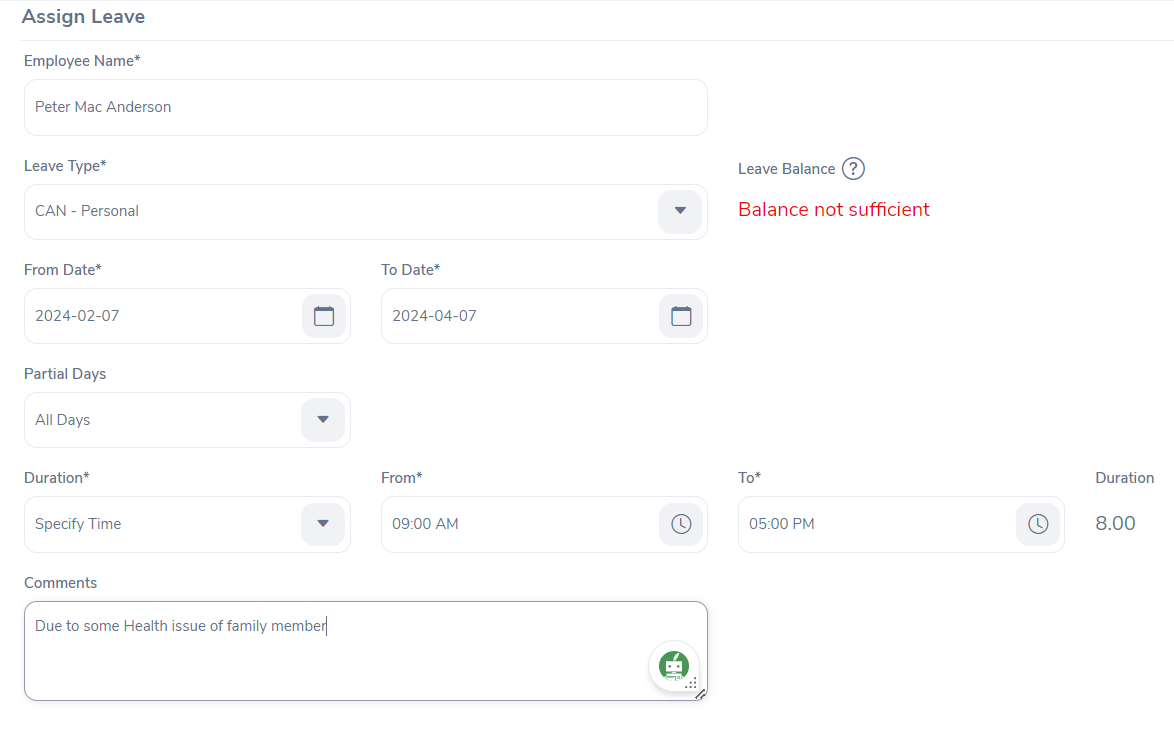 Assign Leave
Employee Name*
Peter Mac Anderson
Leave Type*
Leave Balance ?
CAN - Personal
Balance not sufficient
From Date*
To Date*
2024-02-07
2024-04-07
Partial Days
All Days
Duration*
From*
To*
Duration
Specify Time
09:00 AM
05:00 PM
8.00
Comments
Due to some Health issue of family member